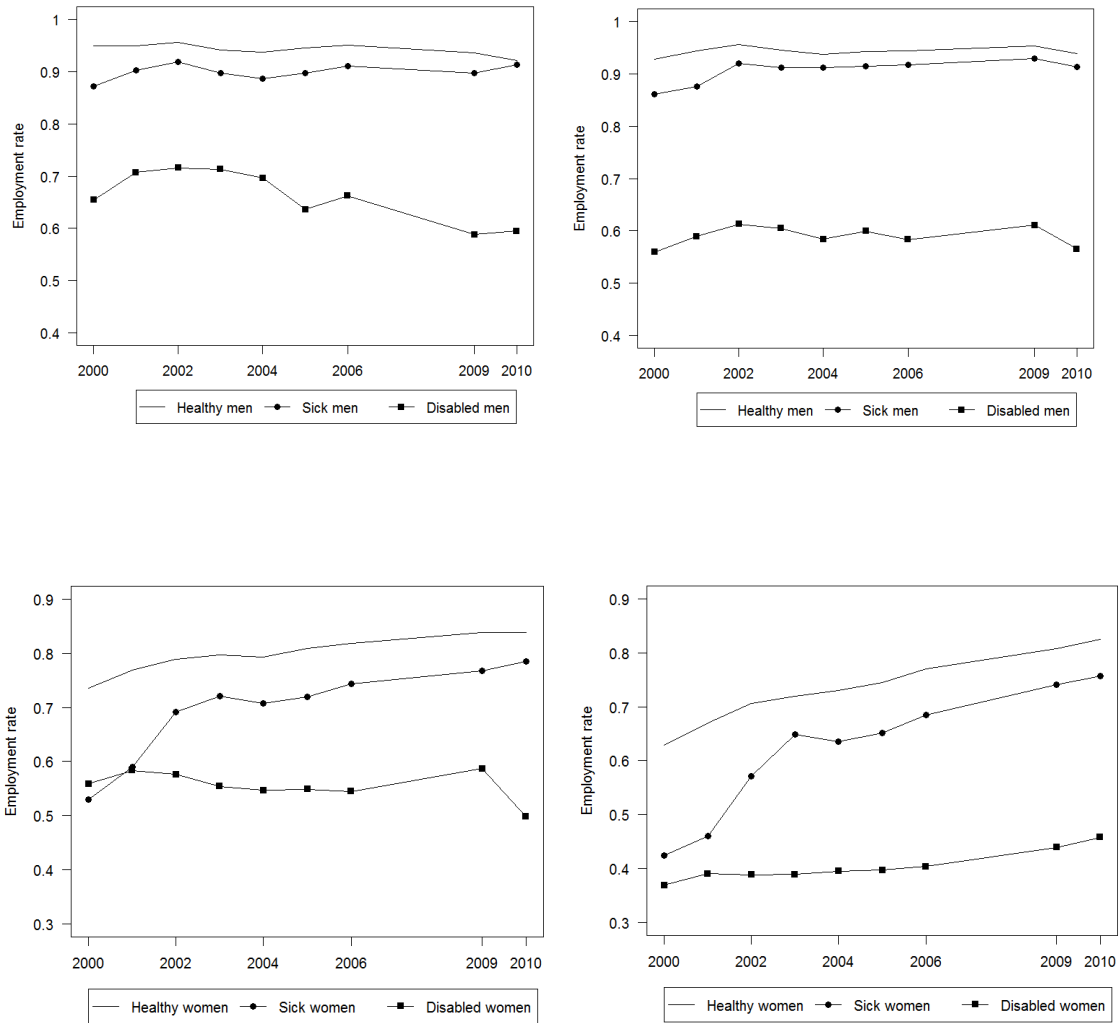 1
0.9
0.8
0.7
0.6
0.5
0.4
Employment rate
2000 2002 2004 2006 2009 2010
Healthy men Sick men Disabled men
1
0.9
0.8
0.7
0.6
0.5
0.4
Employment rate
2000 2002 2004 2006 2009 2010
Healthy men Sick men Disabled men
0.9
0.8
0.7
0.6
0.5
0.4
0.3
Employment rate
2000 2002 2004 2006 2009 2010
Healthy women Sick women Disabled women
0.9
0.8
0.7
0.6
0.5
0.4
0.3
Employment rate
2000 2002 2004 2006 2009 2010
Healthy women Sick women Disabled women